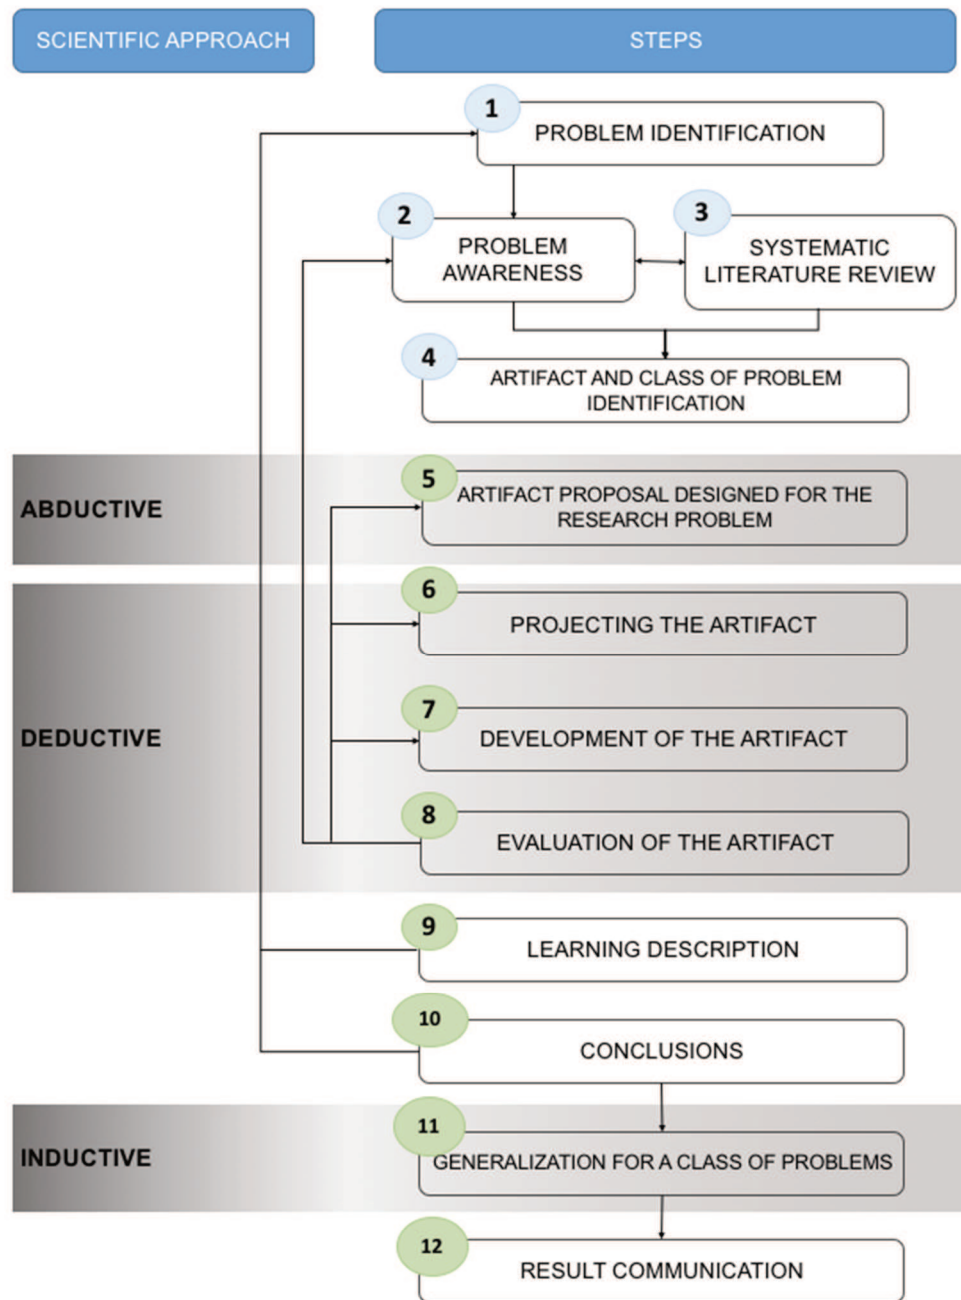 SCIENTIFIC APPROACH
STEPS
1
PROBLEM IDENTIFICATION
2
PROBLEM
AWARENESS
3
SYSTEMATIC
LITERATURE REVIEW
4
ARTIFACT AND CLASS OF PROBLEM
IDENTIFICATION
ABDUCTIVE
5
ARTIFACT PROPOSAL DESIGNED FOR THE
RESEARCH PROBLEM
DEDUCTIVE
6
PROJECTING THE ARTIFACT
7
DEVELOPMENT OF THE ARTIFACT
8
EVALUATION OF THE ARTIFACT
9
LEARNING DESCRIPTION
10
CONCLUSIONS
INDUCTIVE
11
GENERALIZATION FOR A CLASS OF PROBLEMS
12
RESULT COMMUNICATION